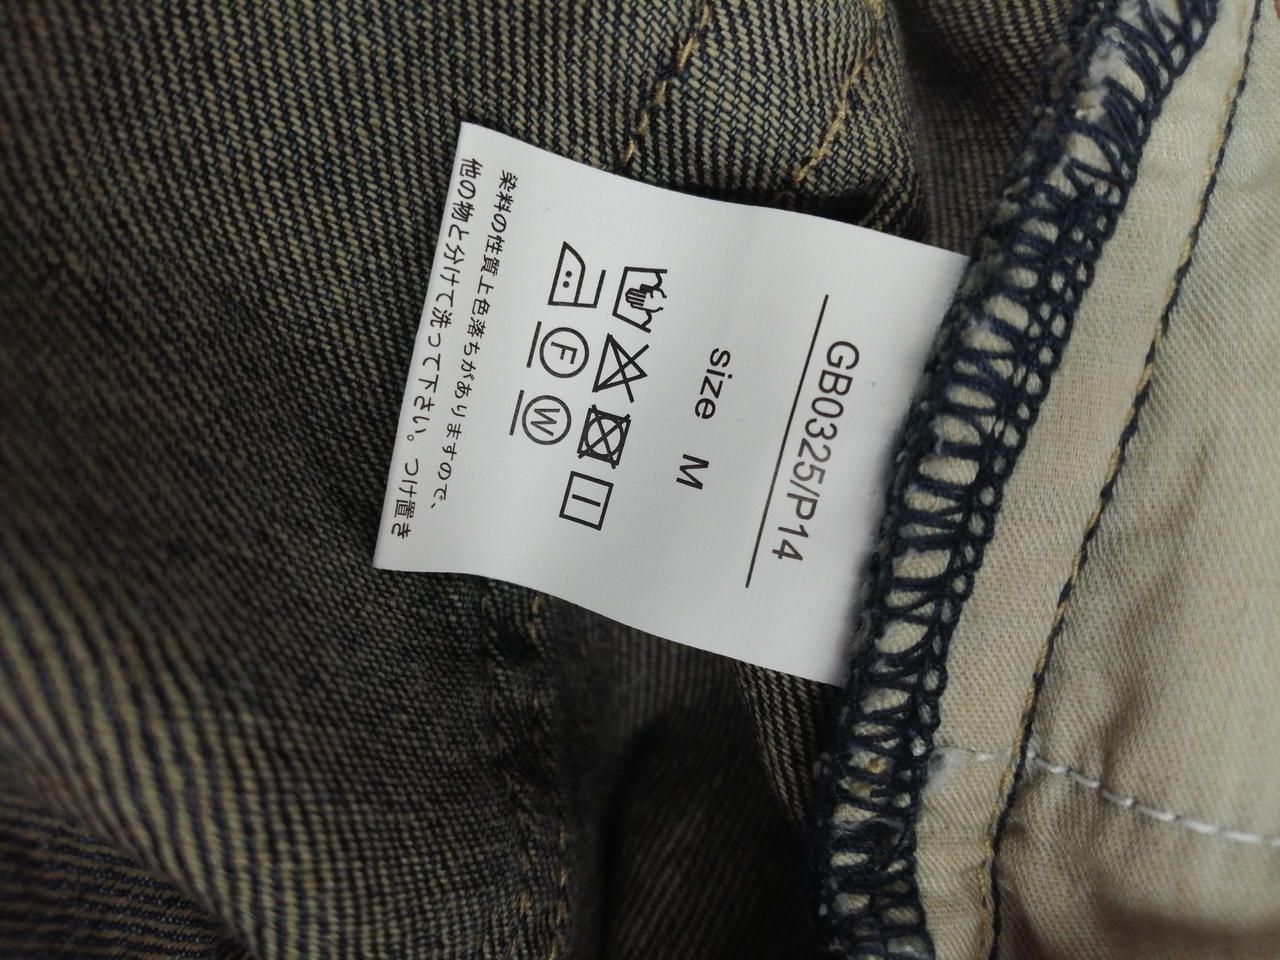 GB0325/P14
size M
F W
染料の性質上色落ちがありますので、
他の物と分けて洗って下さい。つけ置き